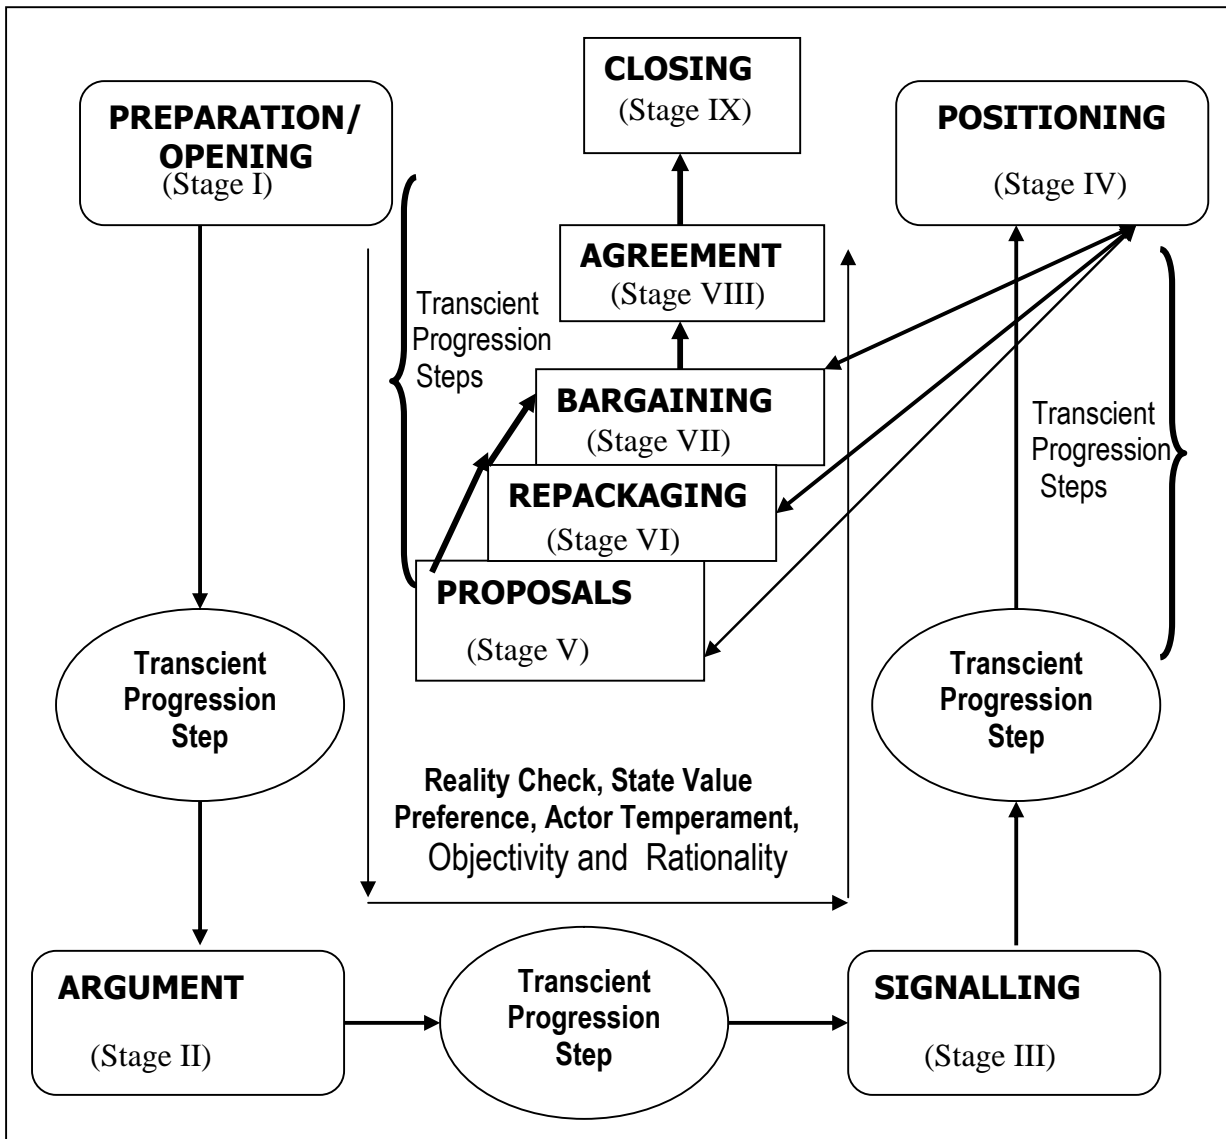 PREPARATION/
OPENING
(Stage I)
CLOSING
(Stage IX)
POSITIONING
(Stage IV)
AGREEMENT
(Stage VIII)
Transcient
Progression
Steps
BARGAINING
(Stage VII)
REPACKAGING
(Stage VI)
PROPOSALS
(Stage V)
Transcient
Progression
Steps
Transcient
Progression
Step
Transcient
Progression
Step
Reality Check, State Value
Preference, Actor Temperament,
Objectivity and Rationality
ARGUMENT
(Stage II)
Transcient
Progression
Step
SIGNALLING
(Stage III)